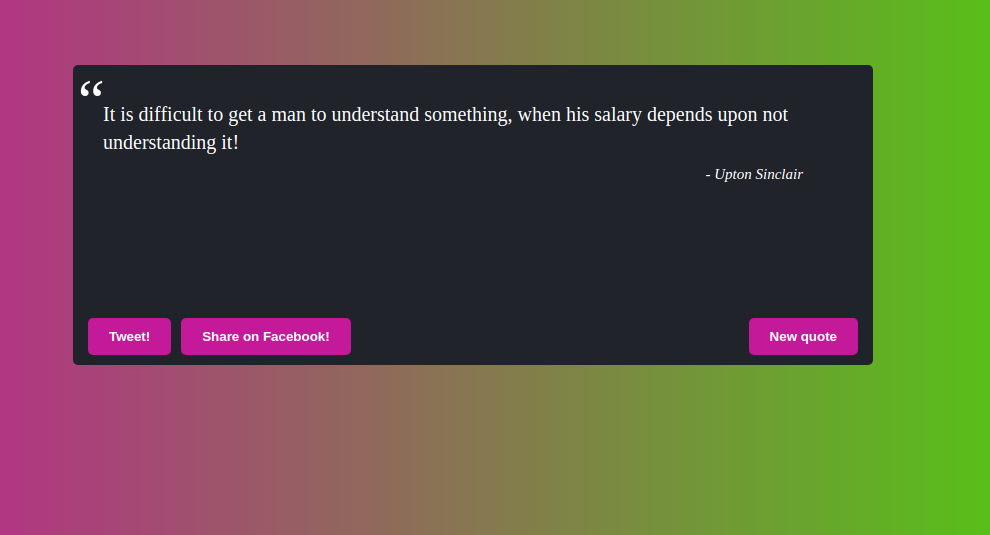 “
It is difficult to get a man to understand something, when his salary depends upon not
understanding it!
- Upton Sinclair
Tweet! Share on Facebook! New quote